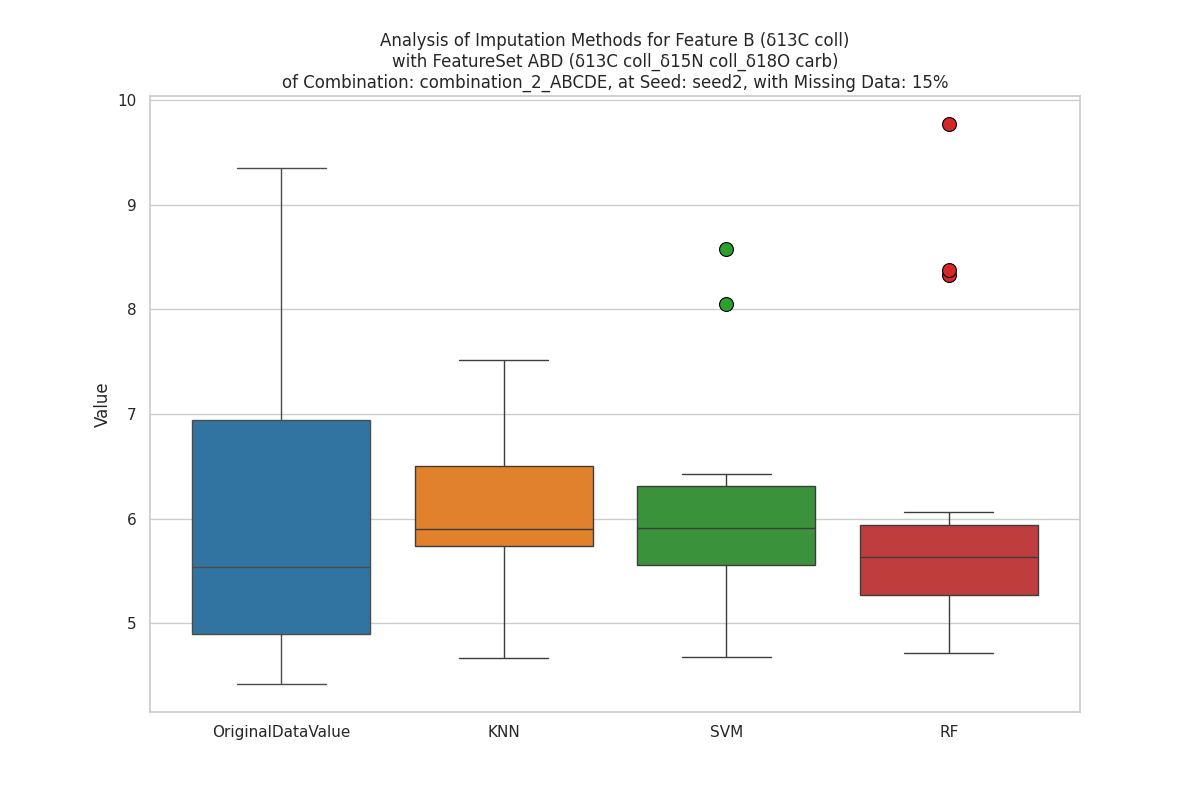 Analysis of Imputation Methods for Feature B (δ13C coll)
with FeatureSet ABD (δ13C coll_δ15N coll_δ18O carb)
of Combination: combination_2_ABCDE, at Seed: seed2, with Missing Data: 15%
10
9
8
7
6
5
Value
OriginalDataValue
KNN
SVM
RF